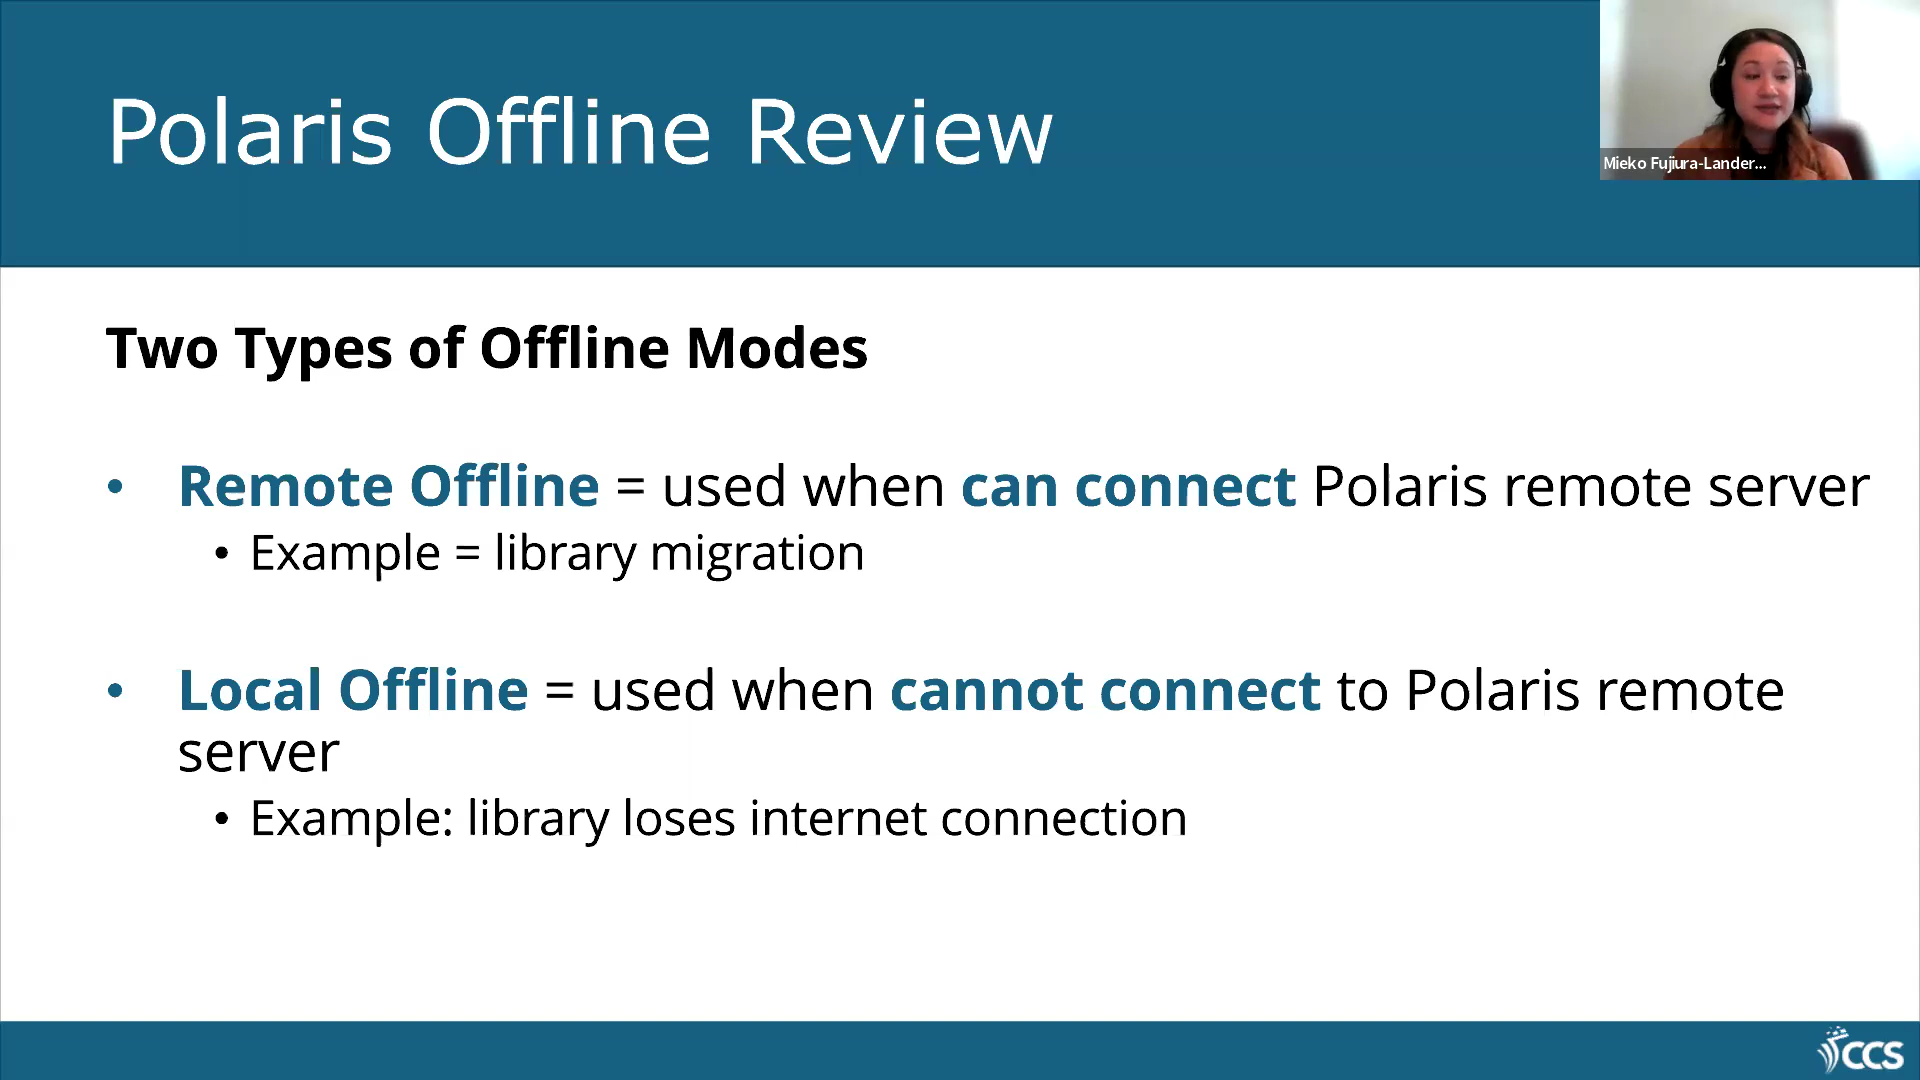 Polaris Offline Review
Mieko Fujiura-Lander...
Two Types of Offline Modes
• Remote Offline = used when can connect Polaris remote server
• Example = library migration
• Local Offline = used when cannot connect to Polaris remote
server
• Example: library loses internet connection
CCS